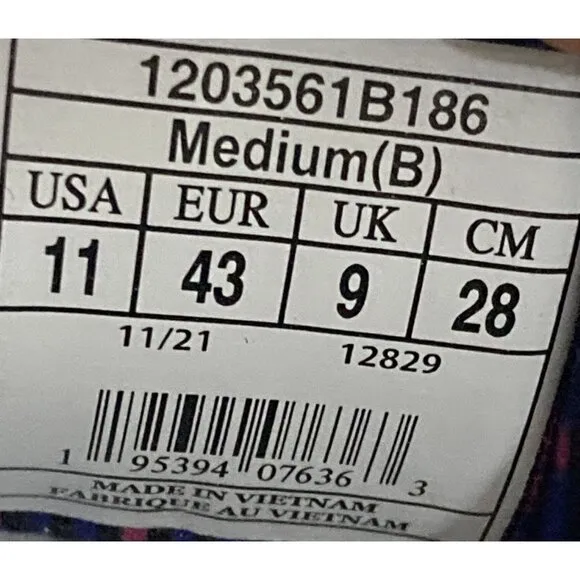 1203561B186
Medium(B)
USA EUR UK CM
11 43 9 28
11/21 12829
1 95394 07636 3
MADE IN VIETNAM
FABRIQUE AU VIETNAM